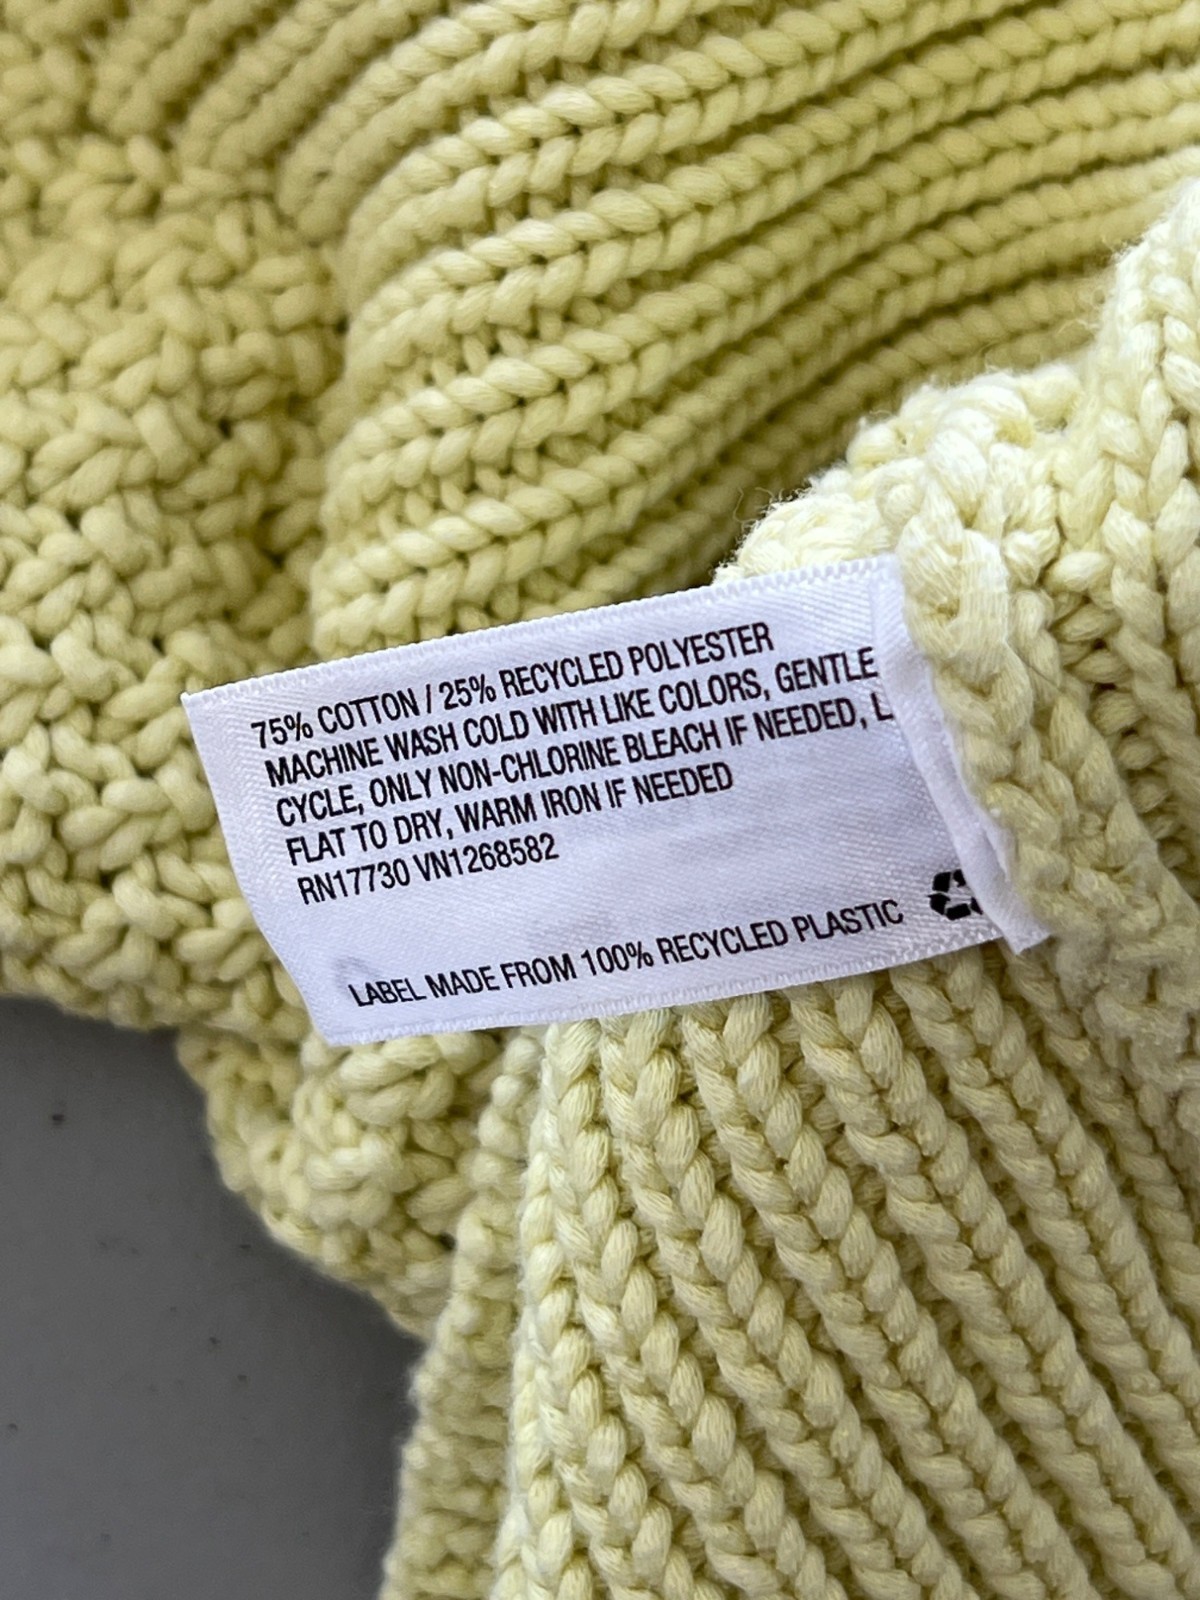 75% COTTON / 25% RECYCLED POLYESTER
MACHINE WASH COLD WITH LIKE COLORS, GENTLE
CYCLE, ONLY NON-CHLORINE BLEACH IF NEEDED, L
FLAT TO DRY, WARM IRON IF NEEDED
RN17730 VN1268582
LABEL MADE FROM 100% RECYCLED PLASTIC